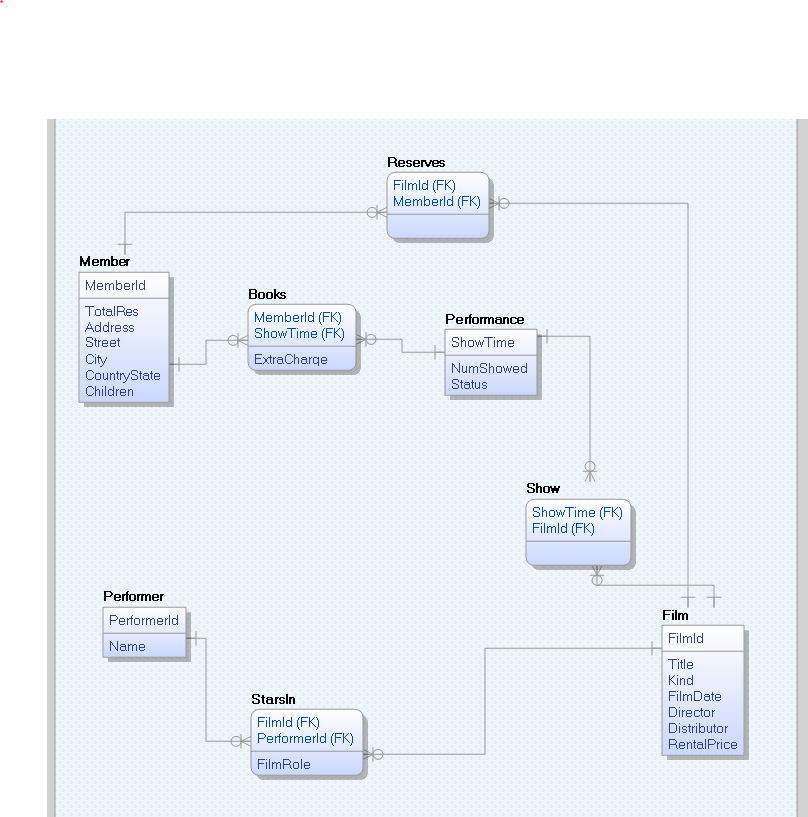 Reserves
FilmId (FK)
MemberId (FK)
Member
MemberId
TotalRes
Address
Street
City
CountryState
Children
Books
MemberId (FK)
ShowTime (FK)
ExtraCharge
Performance
ShowTime
NumShowed
Status
Show
ShowTime (FK)
FilmId (FK)
Performer
PerformerId
Name
StarsIn
FilmId (FK)
PerformerId (FK)
FilmRole
Film
FilmId
Title
Kind
FilmDate
Director
Distributor
RentalPrice